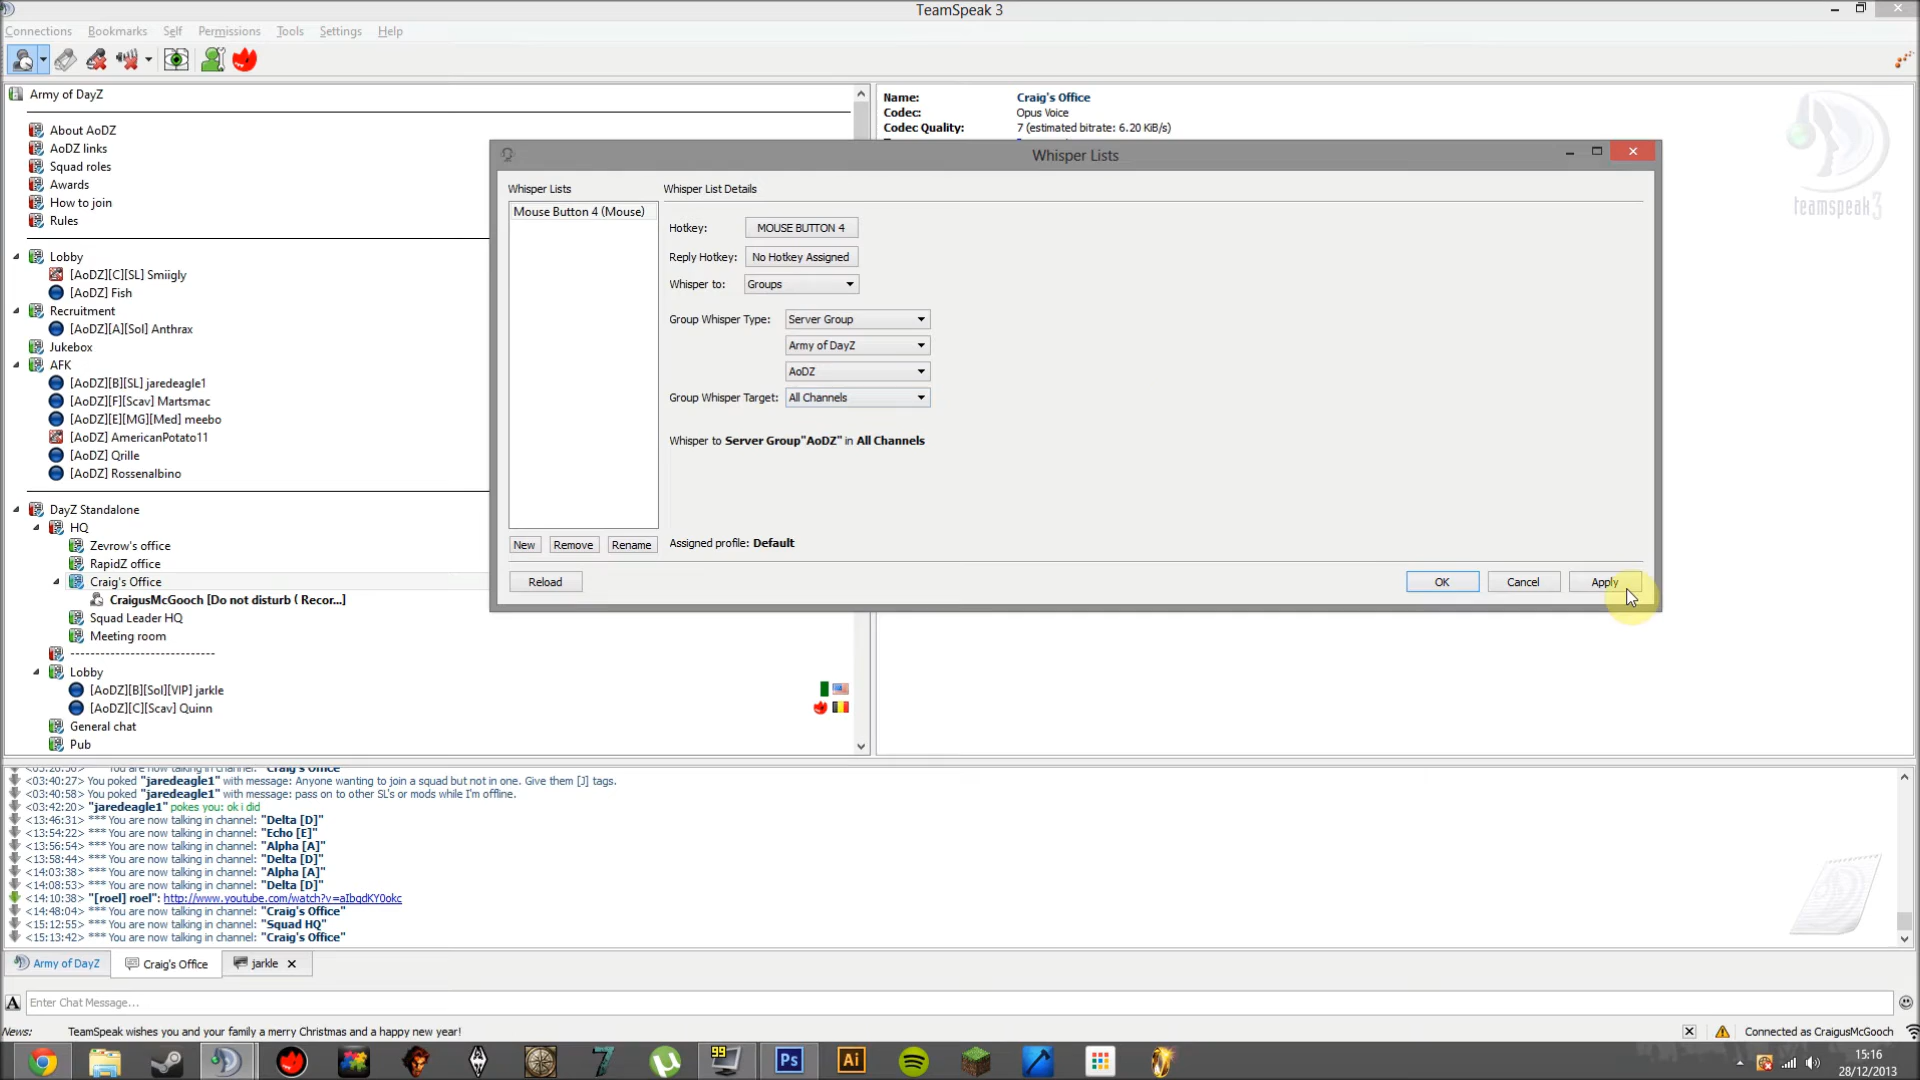 TeamSpeak 3
Connections Bookmarks Self Permissions Tools Settings Help
Army of DayZ
About AoDZ
AoDZ links
Squad roles
Awards
How to join
Rules
Lobby
[AoDZ][C][SL] Smiigly
[AoDZ] Fish
Recruitment
[AoDZ][A][Sol] Anthrax
Jukebox
AFK
[AoDZ][B][SL] jaredeagle1
[AoDZ][F][Scav] Martsmac
[AoDZ][E][MG][Med] meebo
[AoDZ] AmericanPotato11
[AoDZ] Qrille
[AoDZ] Rossenalbino
DayZ Standalone
HQ
Zevrow's office
RapidZ office
Craig's Office
CraigusMcGooch [Do not disturb ( Recor...]
Squad Leader HQ
Meeting room
----------------------------
Lobby
[AoDZ][B][Sol][VIP] jarkle
[AoDZ][C][Scav] Quinn
General chat
Pub
Name: Craig's Office
Codec: Opus Voice
Codec Quality: 7 (estimated bitrate: 6.20 KiB/s)
teamspeak3
Whisper Lists
Whisper Lists Whisper List Details
Mouse Button 4 (Mouse)
Hotkey: MOUSE BUTTON 4
Reply Hotkey: No Hotkey Assigned
Whisper to: Groups
Group Whisper Type: Server Group
Army of DayZ
AoDZ
Group Whisper Target: All Channels
Whisper to Server Group"AoDZ" in All Channels
New Remove Rename Assigned profile: Default
Reload OK Cancel Apply
You are now talking in channel: "Craig's Office"
<03:40:27> You poked "jaredeagle1" with message: Anyone wanting to join a squad but not in one. Give them [J] tags.
<03:40:58> You poked "jaredeagle1" with message: pass on to other SL's or mods while I'm offline.
<03:42:20> "jaredeagle1" pokes you: ok i did
<13:46:31> *** You are now talking in channel: "Delta [D]"
<13:54:22> *** You are now talking in channel: "Echo [E]"
<13:56:54> *** You are now talking in channel: "Alpha [A]"
<13:58:44> *** You are now talking in channel: "Delta [D]"
<14:03:38> *** You are now talking in channel: "Alpha [A]"
<14:08:53> *** You are now talking in channel: "Delta [D]"
<14:10:38> "[roel] roel": http://www.youtube.com/watch?v=aIbqdKY0okc
<14:48:04> *** You are now talking in channel: "Craig's Office"
<15:12:55> *** You are now talking in channel: "Squad HQ"
<15:13:42> *** You are now talking in channel: "Craig's Office"
Army of DayZ Craig's Office jarkle
A Enter Chat Message...
News: TeamSpeak wishes you and your family a merry Christmas and a happy new year! Connected as CraigusMcGooch
7 99 Ps Ai
15:16
28/12/2013